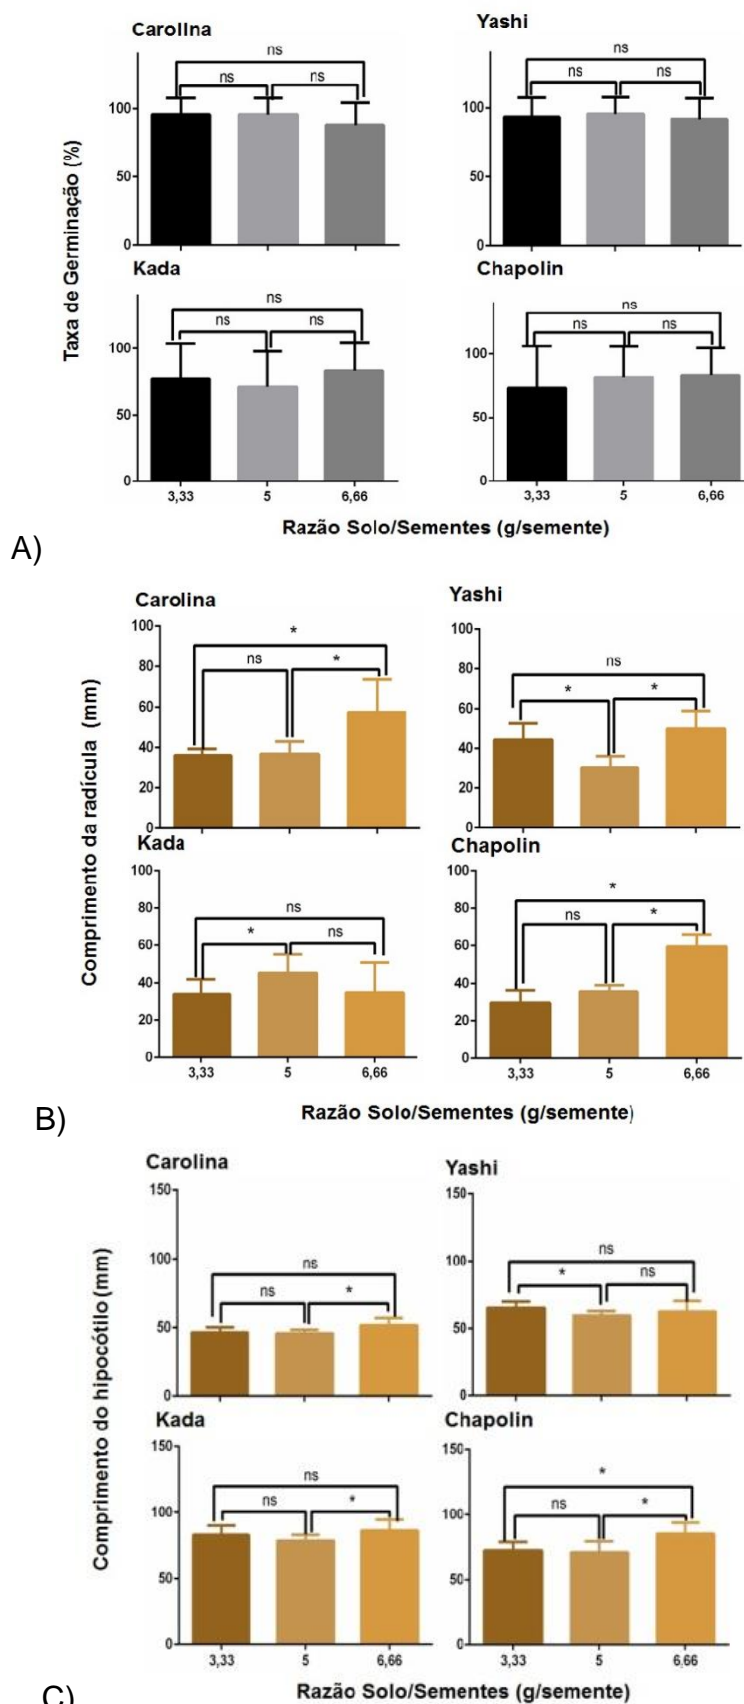 Carolina
Yashi
ns
ns
ns ns
ns ns
100
100
50
50
0
0
Taxa de Germinação (%)
Kada
Chapolin
ns
ns
ns ns
ns ns
100
100
50
50
0
0
3,33 5 6,66
3,33 5 6,66
Razão Solo/Sementes (g/semente)
A)
Carolina
Yashi
100
80
60
40
20
0
*
ns *
100
80
60
40
20
0
ns
* *
Comprimento da radícula (mm)
Kada
Chapolin
100
80
60
40
20
0
ns
* ns
100
80
60
40
20
0
*
ns *
3,33 5 6,66
3,33 5 6,66
Razão Solo/Sementes (g/semente)
B)
Carolina
Yashi
150
100
50
0
ns
ns *
150
100
50
0
ns
* ns
Comprimento do hipocótilo (mm)
Kada
Chapolin
150
100
50
0
ns
ns *
150
100
50
0
*
ns *
3,33 5 6,66
3,33 5 6,66
Razão Solo/Sementes (g/semente)
C)